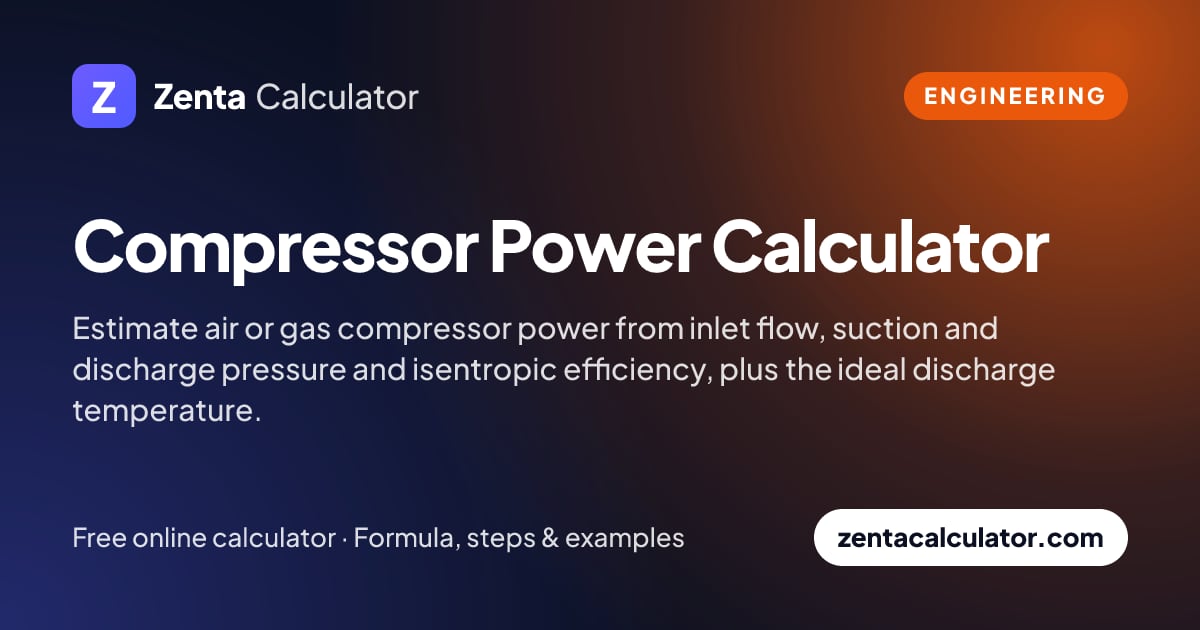 Z
Zenta Calculator
ENGINEERING
Compressor Power Calculator
Estimate air or gas compressor power from inlet flow, suction and
discharge pressure and isentropic efficiency, plus the ideal discharge
temperature.
Free online calculator · Formula, steps & examples
zentacalculator.com